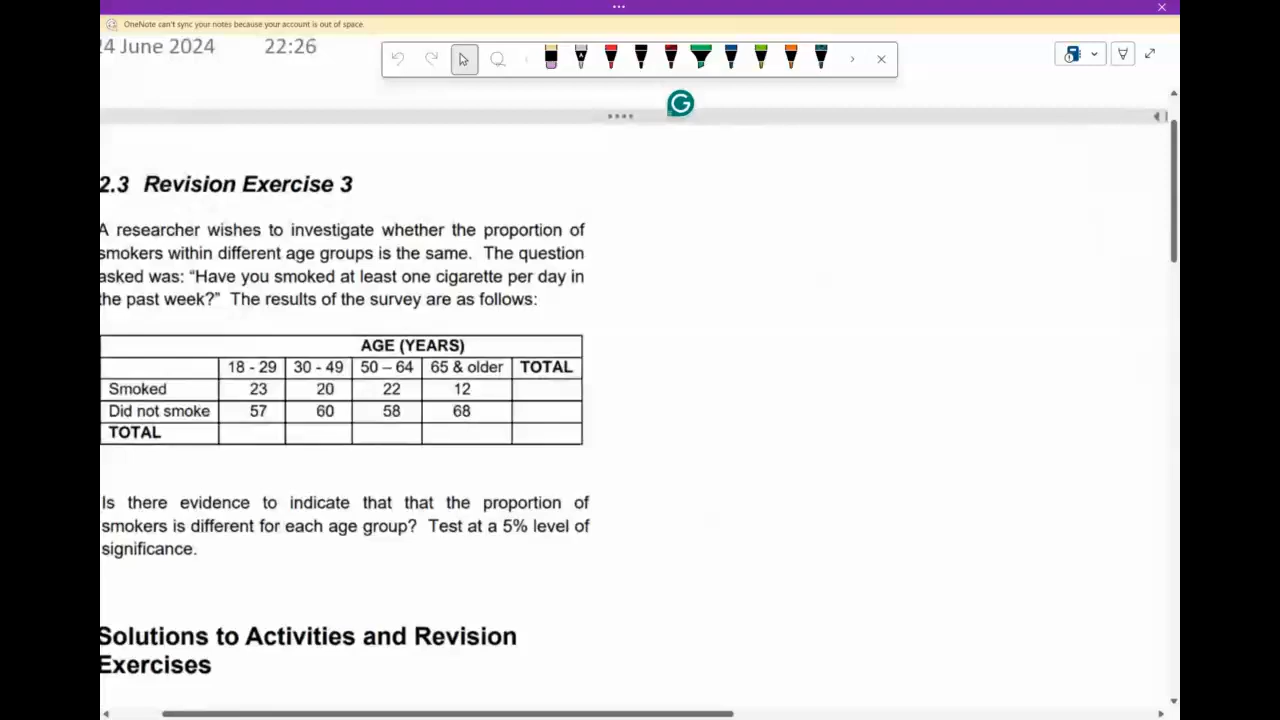 OneNote can't sync your notes because your account is out of space.
4 June 2024 22:26
2.3 Revision Exercise 3
A researcher wishes to investigate whether the proportion of
smokers within different age groups is the same. The question
asked was: “Have you smoked at least one cigarette per day in
the past week?” The results of the survey are as follows:
AGE (YEARS)
18 - 29 30 - 49 50 – 64 65 & older TOTAL
Smoked 23 20 22 12
Did not smoke 57 60 58 68
TOTAL
Is there evidence to indicate that that the proportion of
smokers is different for each age group? Test at a 5% level of
significance.
Solutions to Activities and Revision
Exercises